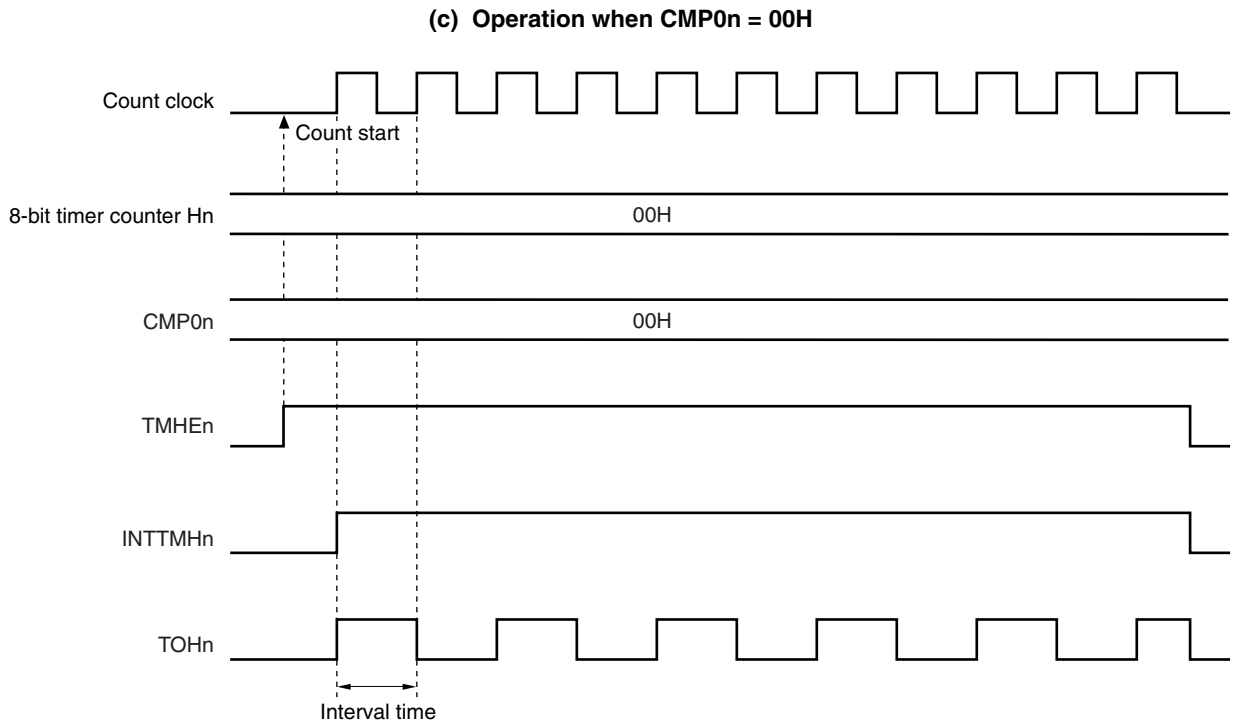 (c) Operation when CMP0n = 00H
Count clock
Count start
8-bit timer counter Hn
00H
CMP0n
00H
TMHEn
INTTMHn
TOHn
Interval time